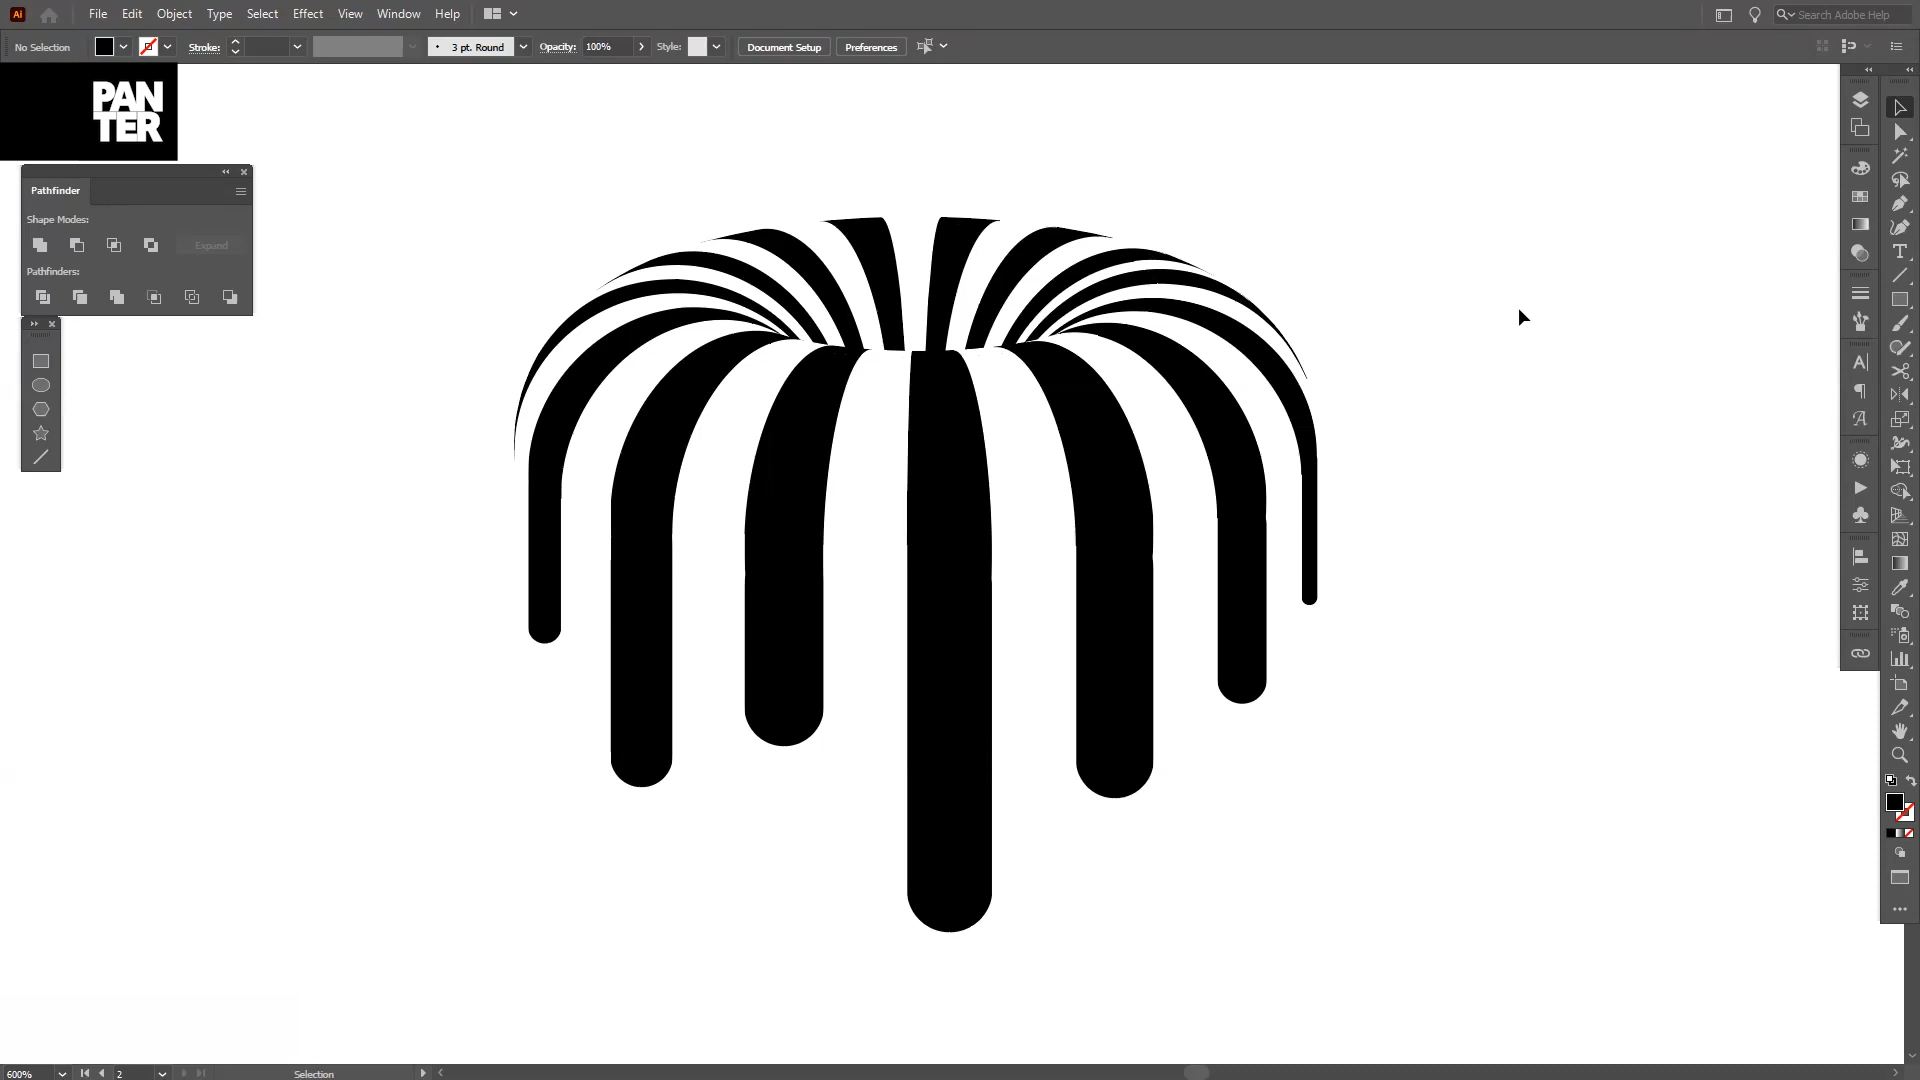 Ai File Edit Object Type Select Effect View Window Help Search Adobe Help
No Selection Stroke: 3 pt. Round Opacity: 100% Style: Document Setup Preferences
PAN
TER
Pathfinder
Shape Modes:
Expand
Pathfinders:
600% 2 Selection